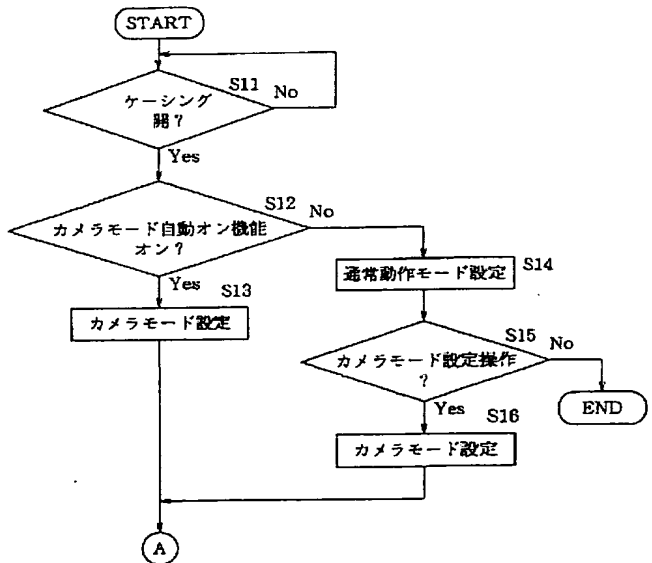 START
S11
No
ケーシング
開？
Yes
S12
No
カメラモード自動オン機能
オン？
Yes
S13
カメラモード設定
通常動作モード設定
S14
S15
No
カメラモード設定操作
？
Yes
END
S16
カメラモード設定
A